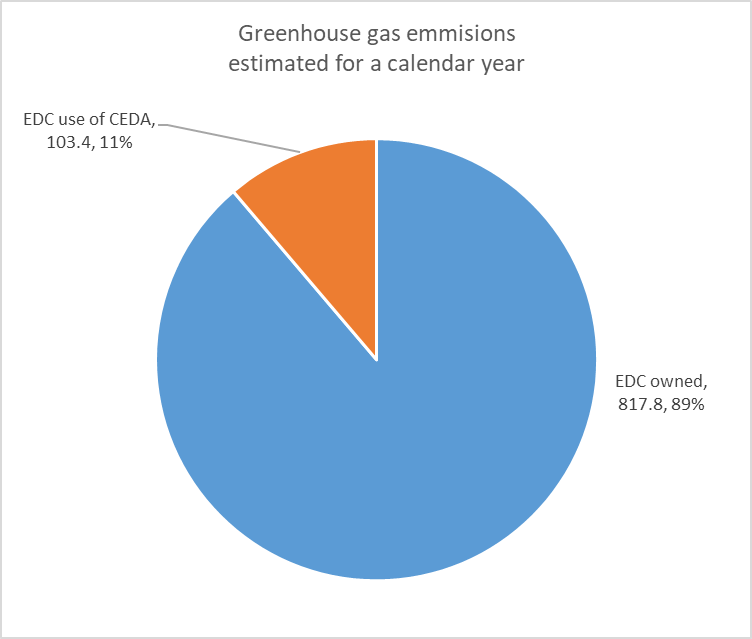 Greenhouse gas emmisions
estimated for a calendar year
EDC use of CEDA,
103.4, 11%
EDC owned,
817.8, 89%